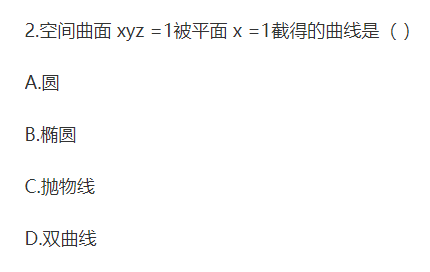 2.空间曲面 xyz =1被平面 x =1截得的曲线是（ ）
A.圆
B.椭圆
C.抛物线
D.双曲线